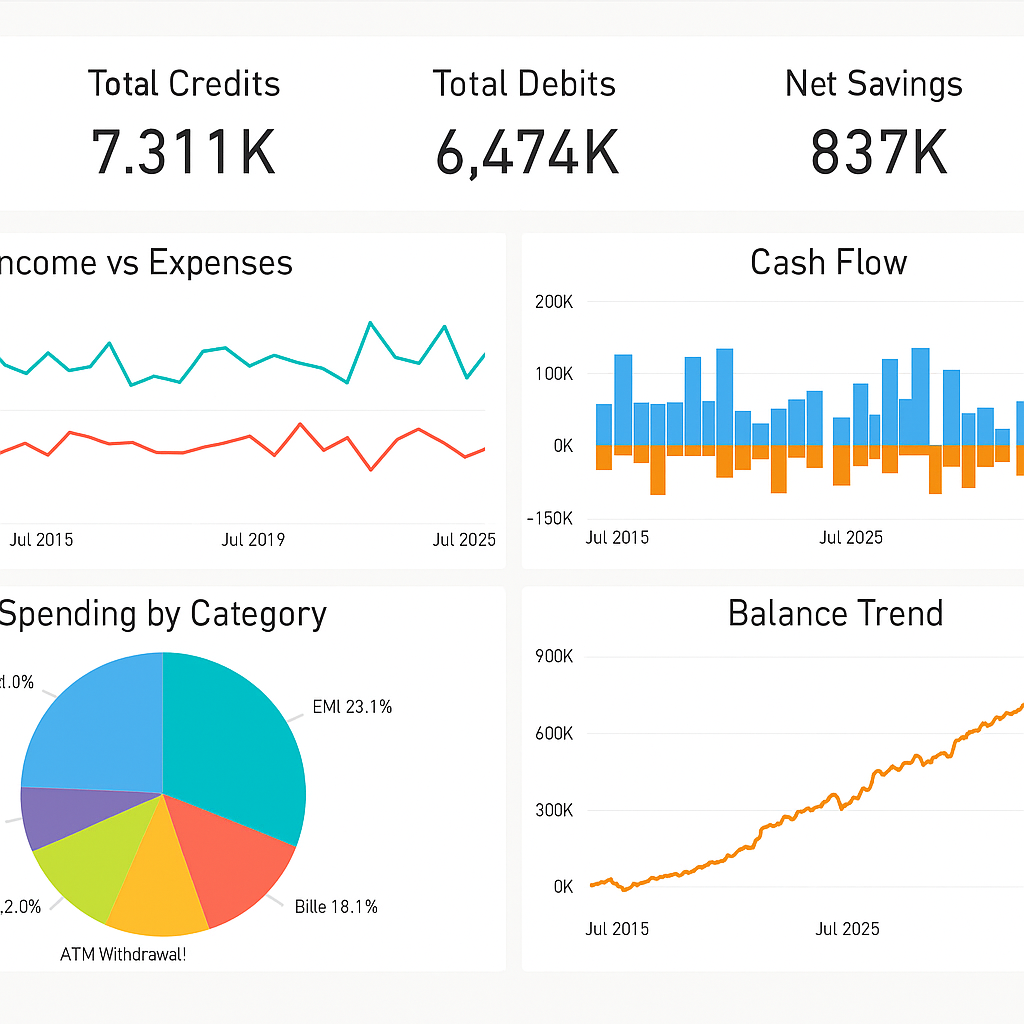 Total Credits
7.311K
Total Debits
6,474K
Net Savings
837K
ncome vs Expenses
Jul 2015
Jul 2019
Jul 2025
Cash Flow
200K
100K
0K
-150K
Jul 2015
Jul 2025
Spending by Category
1.0%
EMI 23.1%
Bille 18.1%
,2.0%
ATM Withdrawal!
Balance Trend
900K
600K
300K
0K
Jul 2015
Jul 2025